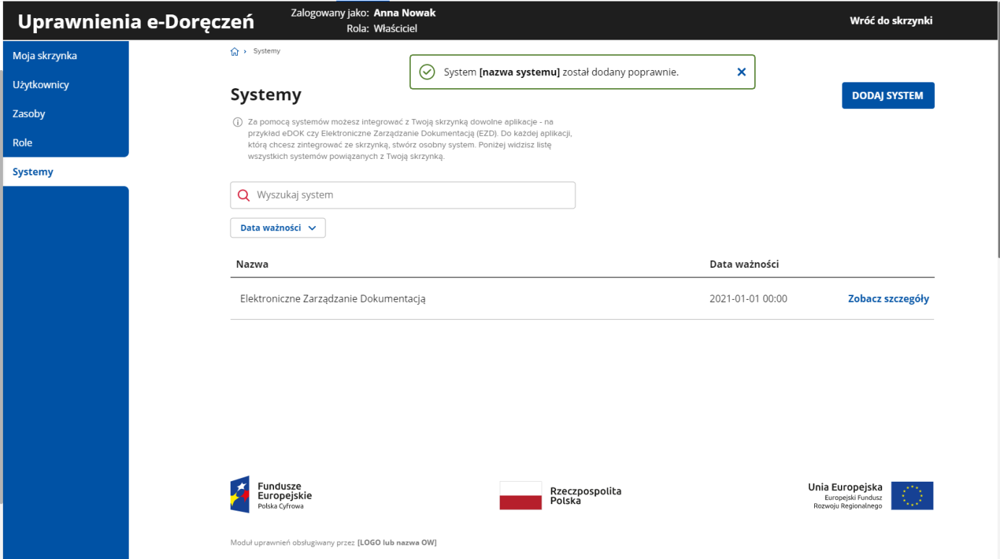 Uprawnienia e-Doręczeń
Zalogowany jako: Anna Nowak
Rola: Właściciel
Wróć do skrzynki
Moja skrzynka
Użytkownicy
Zasoby
Role
Systemy
Systemy
System [nazwa systemu] został dodany poprawnie.
Systemy
DODAJ SYSTEM
Za pomocą systemów możesz integrować z Twoją skrzynką dowolne aplikacje - na
przykład eDOK czy Elektroniczne Zarządzanie Dokumentacją (EZD). Do każdej aplikacji,
którą chcesz zintegrować ze skrzynką, stwórz osobny system. Poniżej widzisz listę
wszystkich systemów powiązanych z Twoją skrzynką.
Wyszukaj system
Data ważności
Nazwa Data ważności
Elektroniczne Zarządzanie Dokumentacją 2021-01-01 00:00 Zobacz szczegóły
Fundusze
Europejskie
Polska Cyfrowa
Rzeczpospolita
Polska
Unia Europejska
Europejski Fundusz
Rozwoju Regionalnego
Moduł uprawnień obsługiwany przez [LOGO lub nazwa OW]